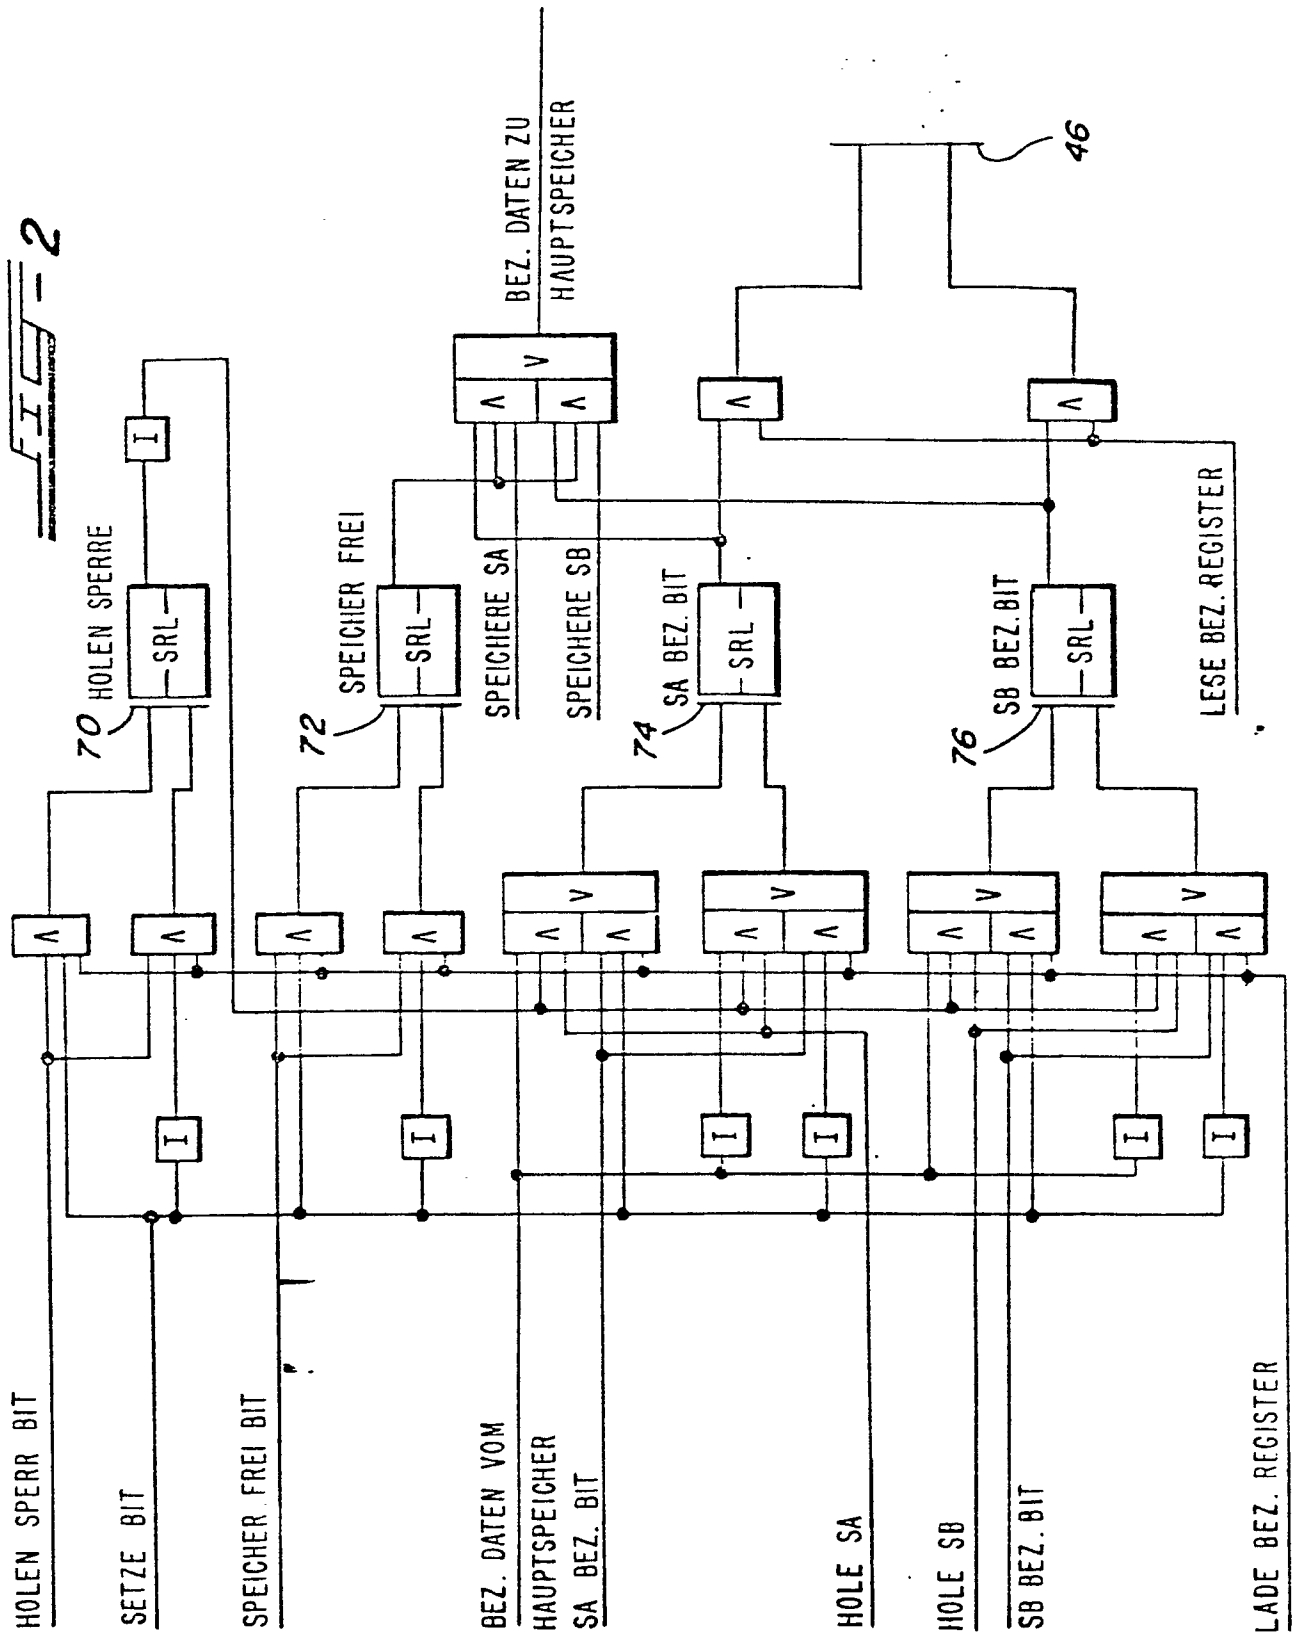 FIG-2
HOLEN SPERR BIT
SETZE BIT
SPEICHER FREI BIT
BEZ. DATEN VOM
HAUPTSPEICHER
SA BEZ. BIT
HOLE SA
HOLE SB
SB BEZ. BIT
LADE BEZ. REGISTER
I
I
I
I
I
I
Λ
Λ
Λ
Λ
Λ
Λ
V
Λ
Λ
V
Λ
Λ
V
Λ
Λ
V
70
HOLEN SPERRE
SRL
I
72
SPEICHER FREI
SRL
SPEICHERE SA
SPEICHERE SB
74
SA BEZ. BIT
SRL
76
SB BEZ. BIT
SRL
LESE BEZ. REGISTER
Λ
Λ
V
Λ
Λ
BEZ. DATEN ZU
HAUPTSPEICHER
46